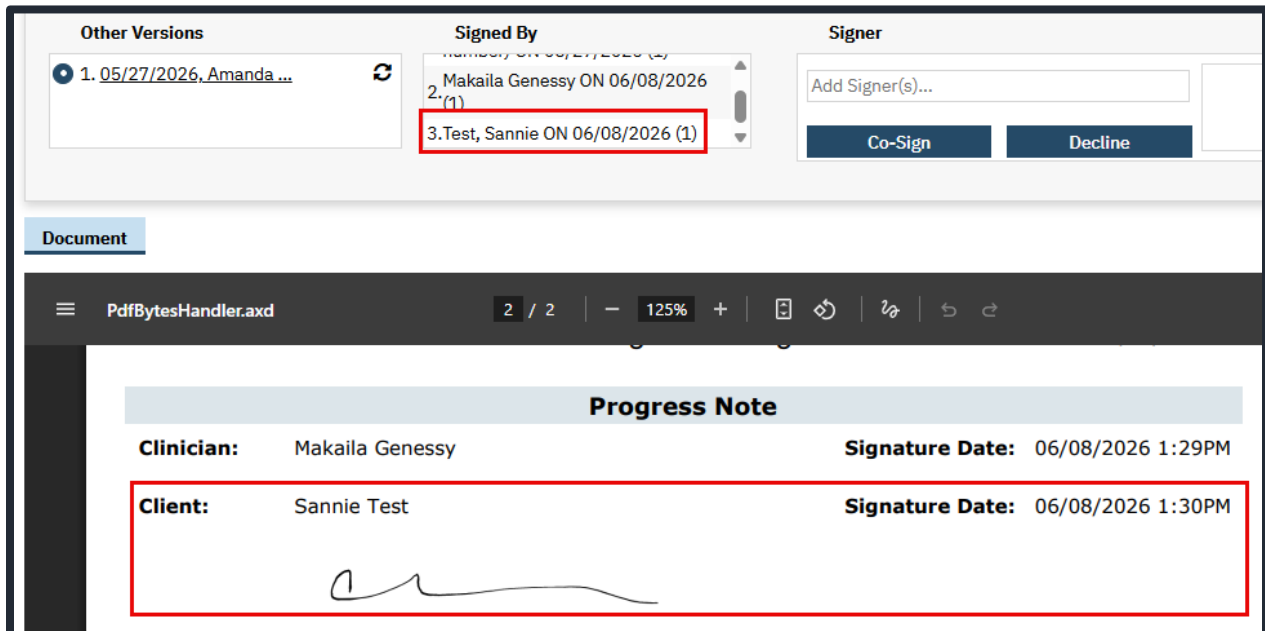 Other Versions
Signed By
Signer
1. 05/27/2026, Amanda ...
2. Makaila Genessy ON 06/08/2026
(1)
3. Test, Sannie ON 06/08/2026 (1)
Add Signer(s)...
Co-Sign
Decline
Document
PdfBytesHandler.axd
2 / 2
125%
Progress Note
Clinician: Makaila Genessy Signature Date: 06/08/2026 1:29PM
Client: Sannie Test Signature Date: 06/08/2026 1:30PM